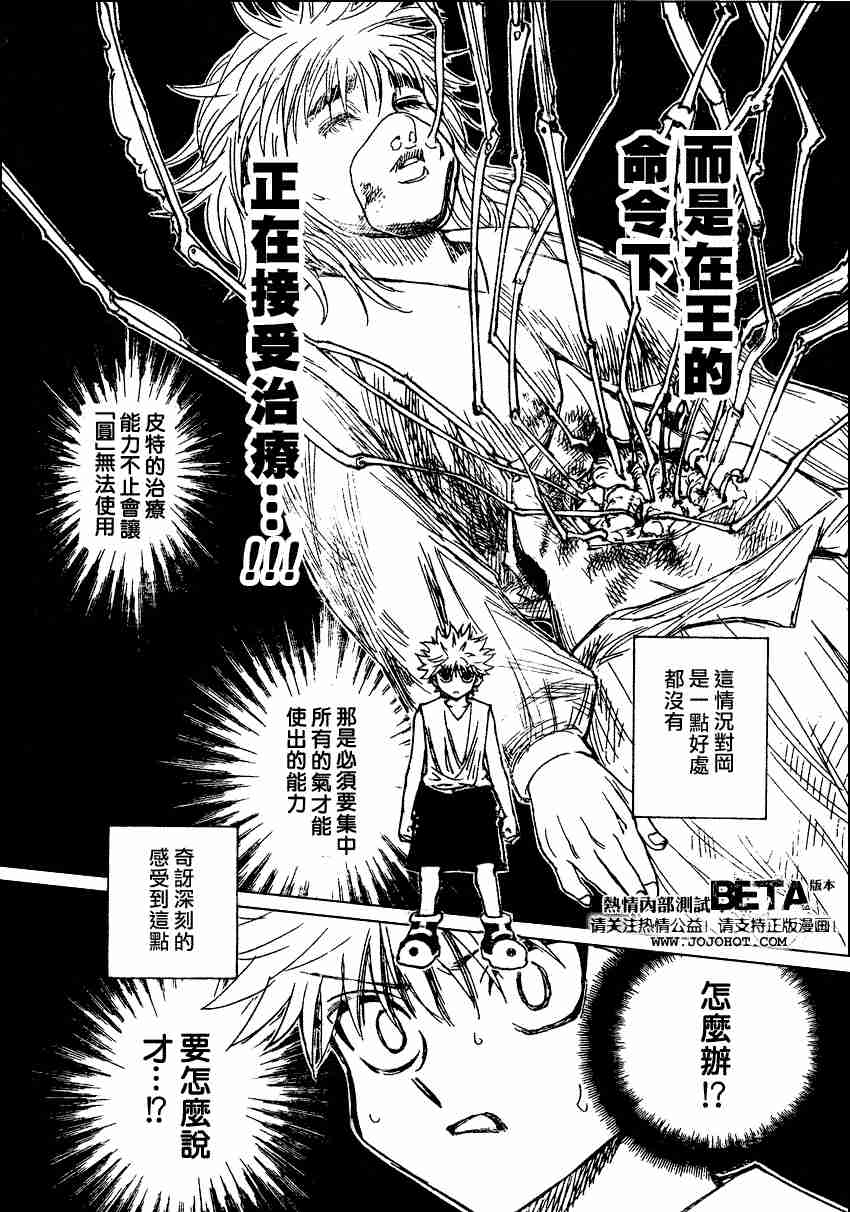 而是在王的
命令下
正在接受治療…!!!
皮特的治療
能力不止會讓
「圓」無法使用
這情況對岡
是一點好處
都沒有
那是必須要集中
所有的氣才能
使出的能力
奇訝深刻的
感受到這點
熱情內部測試 BETA版本
请关注热情公益! 请支持正版漫画!
WWW.JOJOHOT.COM
怎麼辦!?
要怎麼說
才…!?